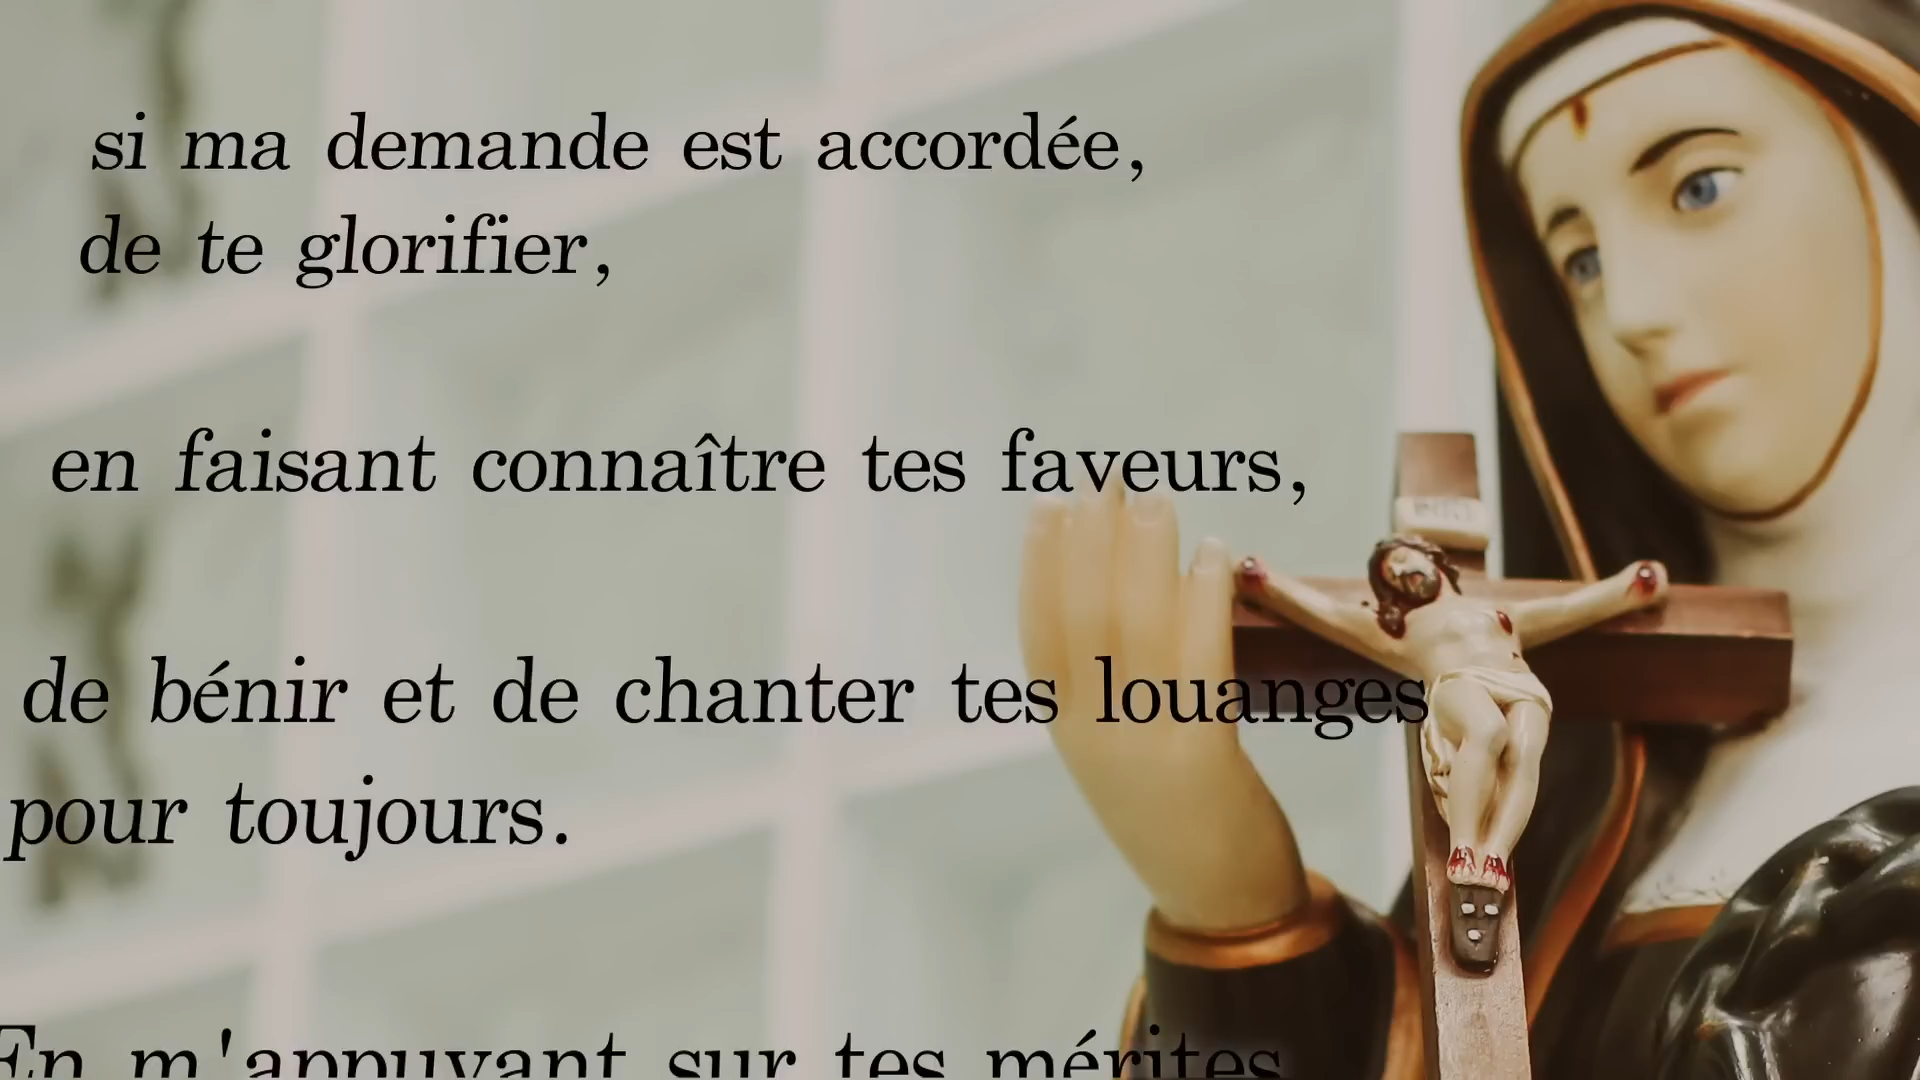 si ma demande est accordée,
de te glorifier,
en faisant connaître tes faveurs,
de bénir et de chanter tes louanges
pour toujours.
En m'appuyant sur tes mérites